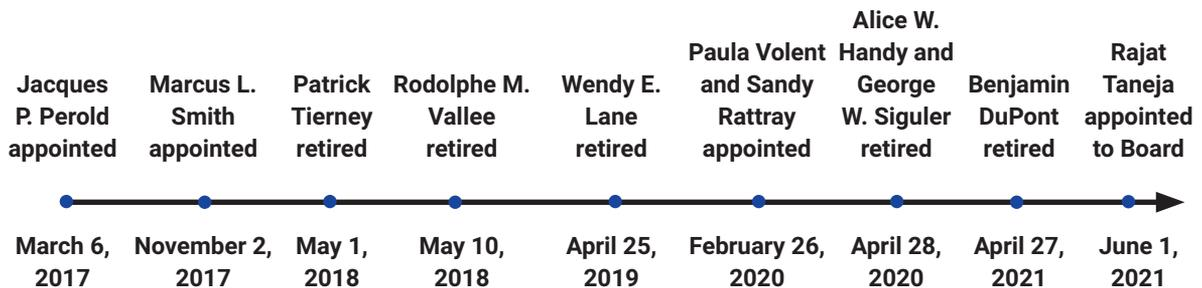 Jacques
P. Perold
appointed
Marcus L.
Smith
appointed
Patrick
Tierney
retired
Rodolphe M.
Vallee
retired
Wendy E.
Lane
retired
Paula Volent
and Sandy
Rattray
appointed
Alice W.
Handy and
George
W. Siguler
retired
Benjamin
DuPont
retired
Rajat
Taneja
appointed
to Board
March 6,
2017
November 2,
2017
May 1,
2018
May 10,
2018
April 25,
2019
February 26,
2020
April 28,
2020
April 27,
2021
June 1,
2021